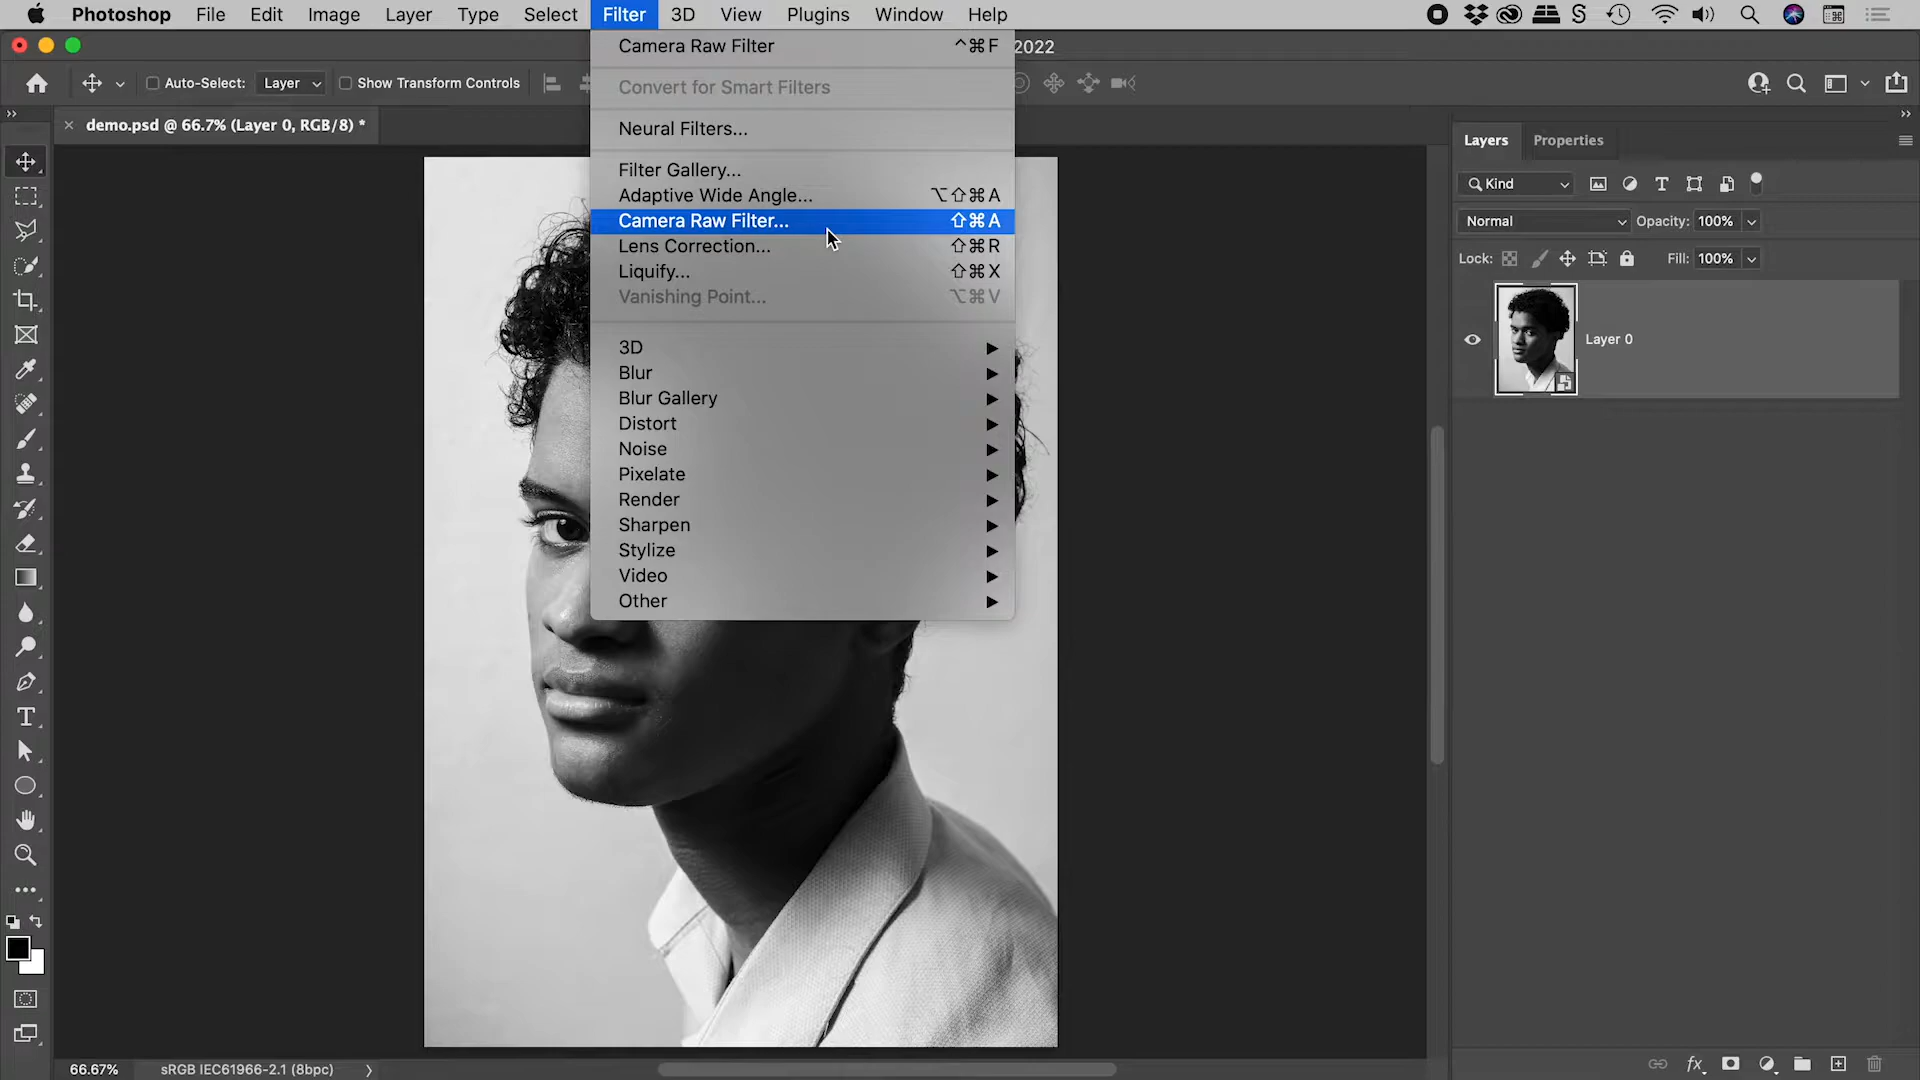 Photoshop File Edit Image Layer Type Select Filter 3D View Plugins Window Help
2022
Auto-Select: Layer Show Transform Controls
demo.psd @ 66.7% (Layer 0, RGB/8) *
Camera Raw Filter ^⌘F
Convert for Smart Filters
Neural Filters...
Filter Gallery...
Adaptive Wide Angle... ⌥⇧⌘A
Camera Raw Filter... ⇧⌘A
Lens Correction... ⇧⌘R
Liquify... ⇧⌘X
Vanishing Point... ⌥⌘V
3D
Blur
Blur Gallery
Distort
Noise
Pixelate
Render
Sharpen
Stylize
Video
Other
Layers Properties
Kind
Normal Opacity: 100%
Lock: Fill: 100%
Layer 0
66.67% sRGB IEC61966-2.1 (8bpc)